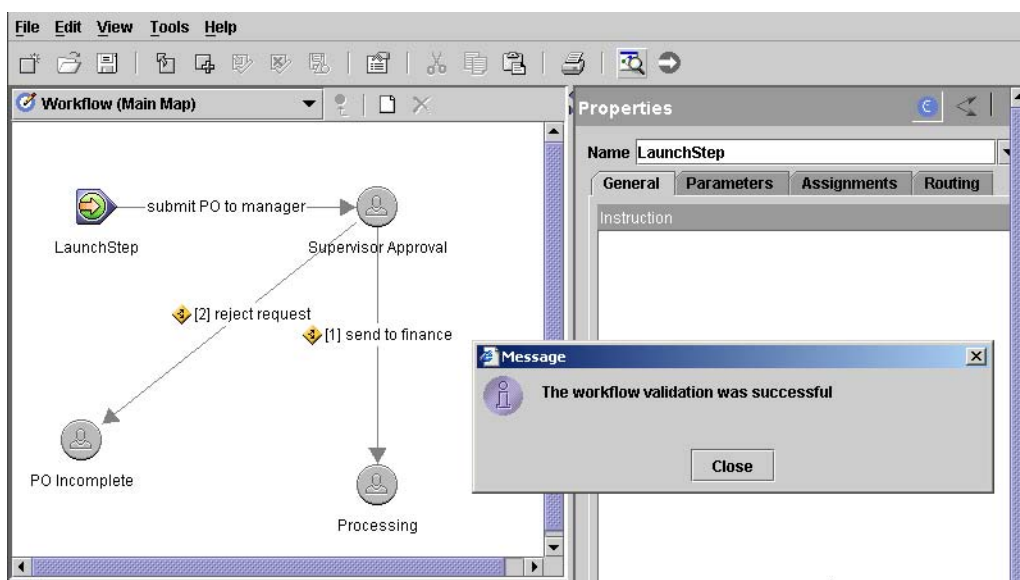 File Edit View Tools Help
Workflow (Main Map)
Properties
Name LaunchStep
General Parameters Assignments Routing
Instruction
submit PO to manager
LaunchStep
Supervisor Approval
[2] reject request
[1] send to finance
PO Incomplete
Processing
Message
The workflow validation was successful
Close